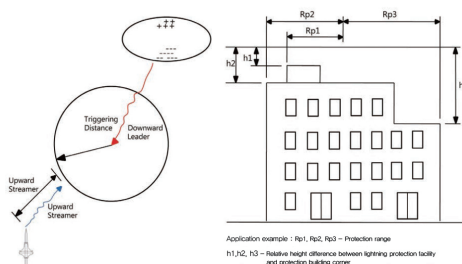 + +
+ + +
- - -
- - - - -
Triggering
Distance
Downward
Leader
Upward
Streamer
Upward
Streamer
Rp2
Rp3
Rp1
h1
h2
h
Application example : Rp1, Rp2, Rp3 – Protection range
h1,h2, h3 – Relative height difference between lightning protection facility
and protection building corner